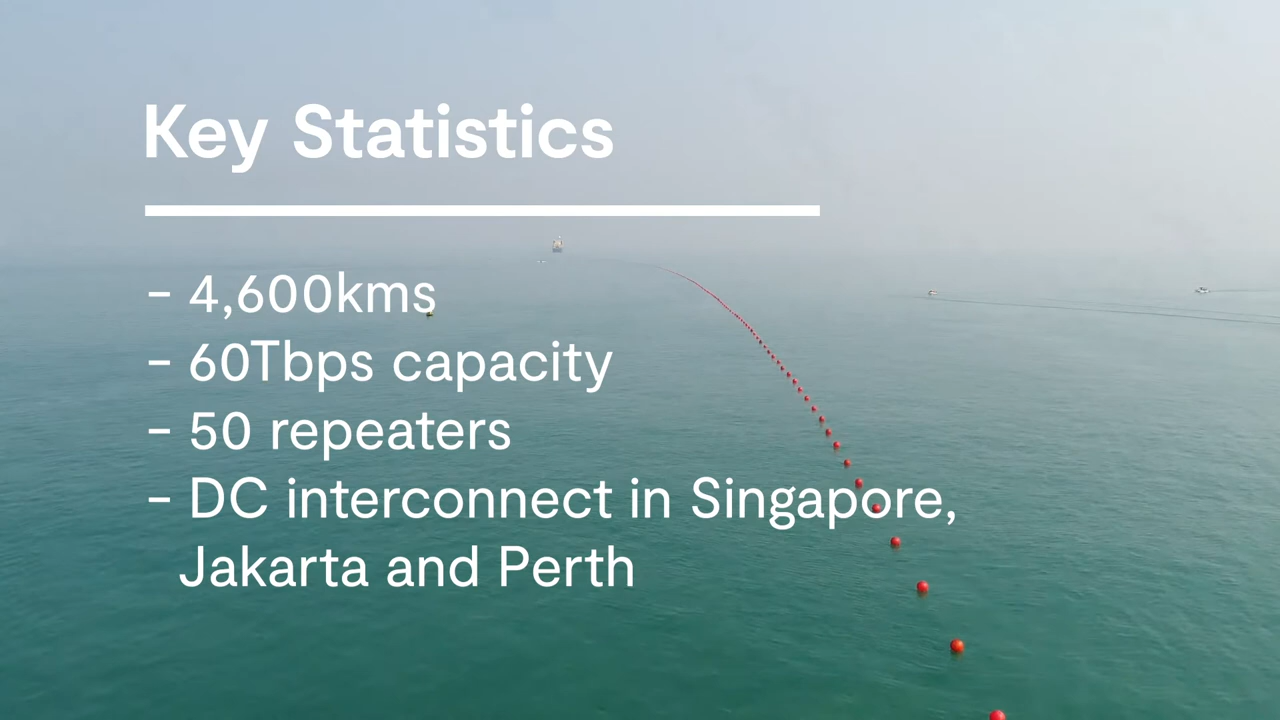 Key Statistics
- 4,600kms
- 60Tbps capacity
- 50 repeaters
- DC interconnect in Singapore,
Jakarta and Perth